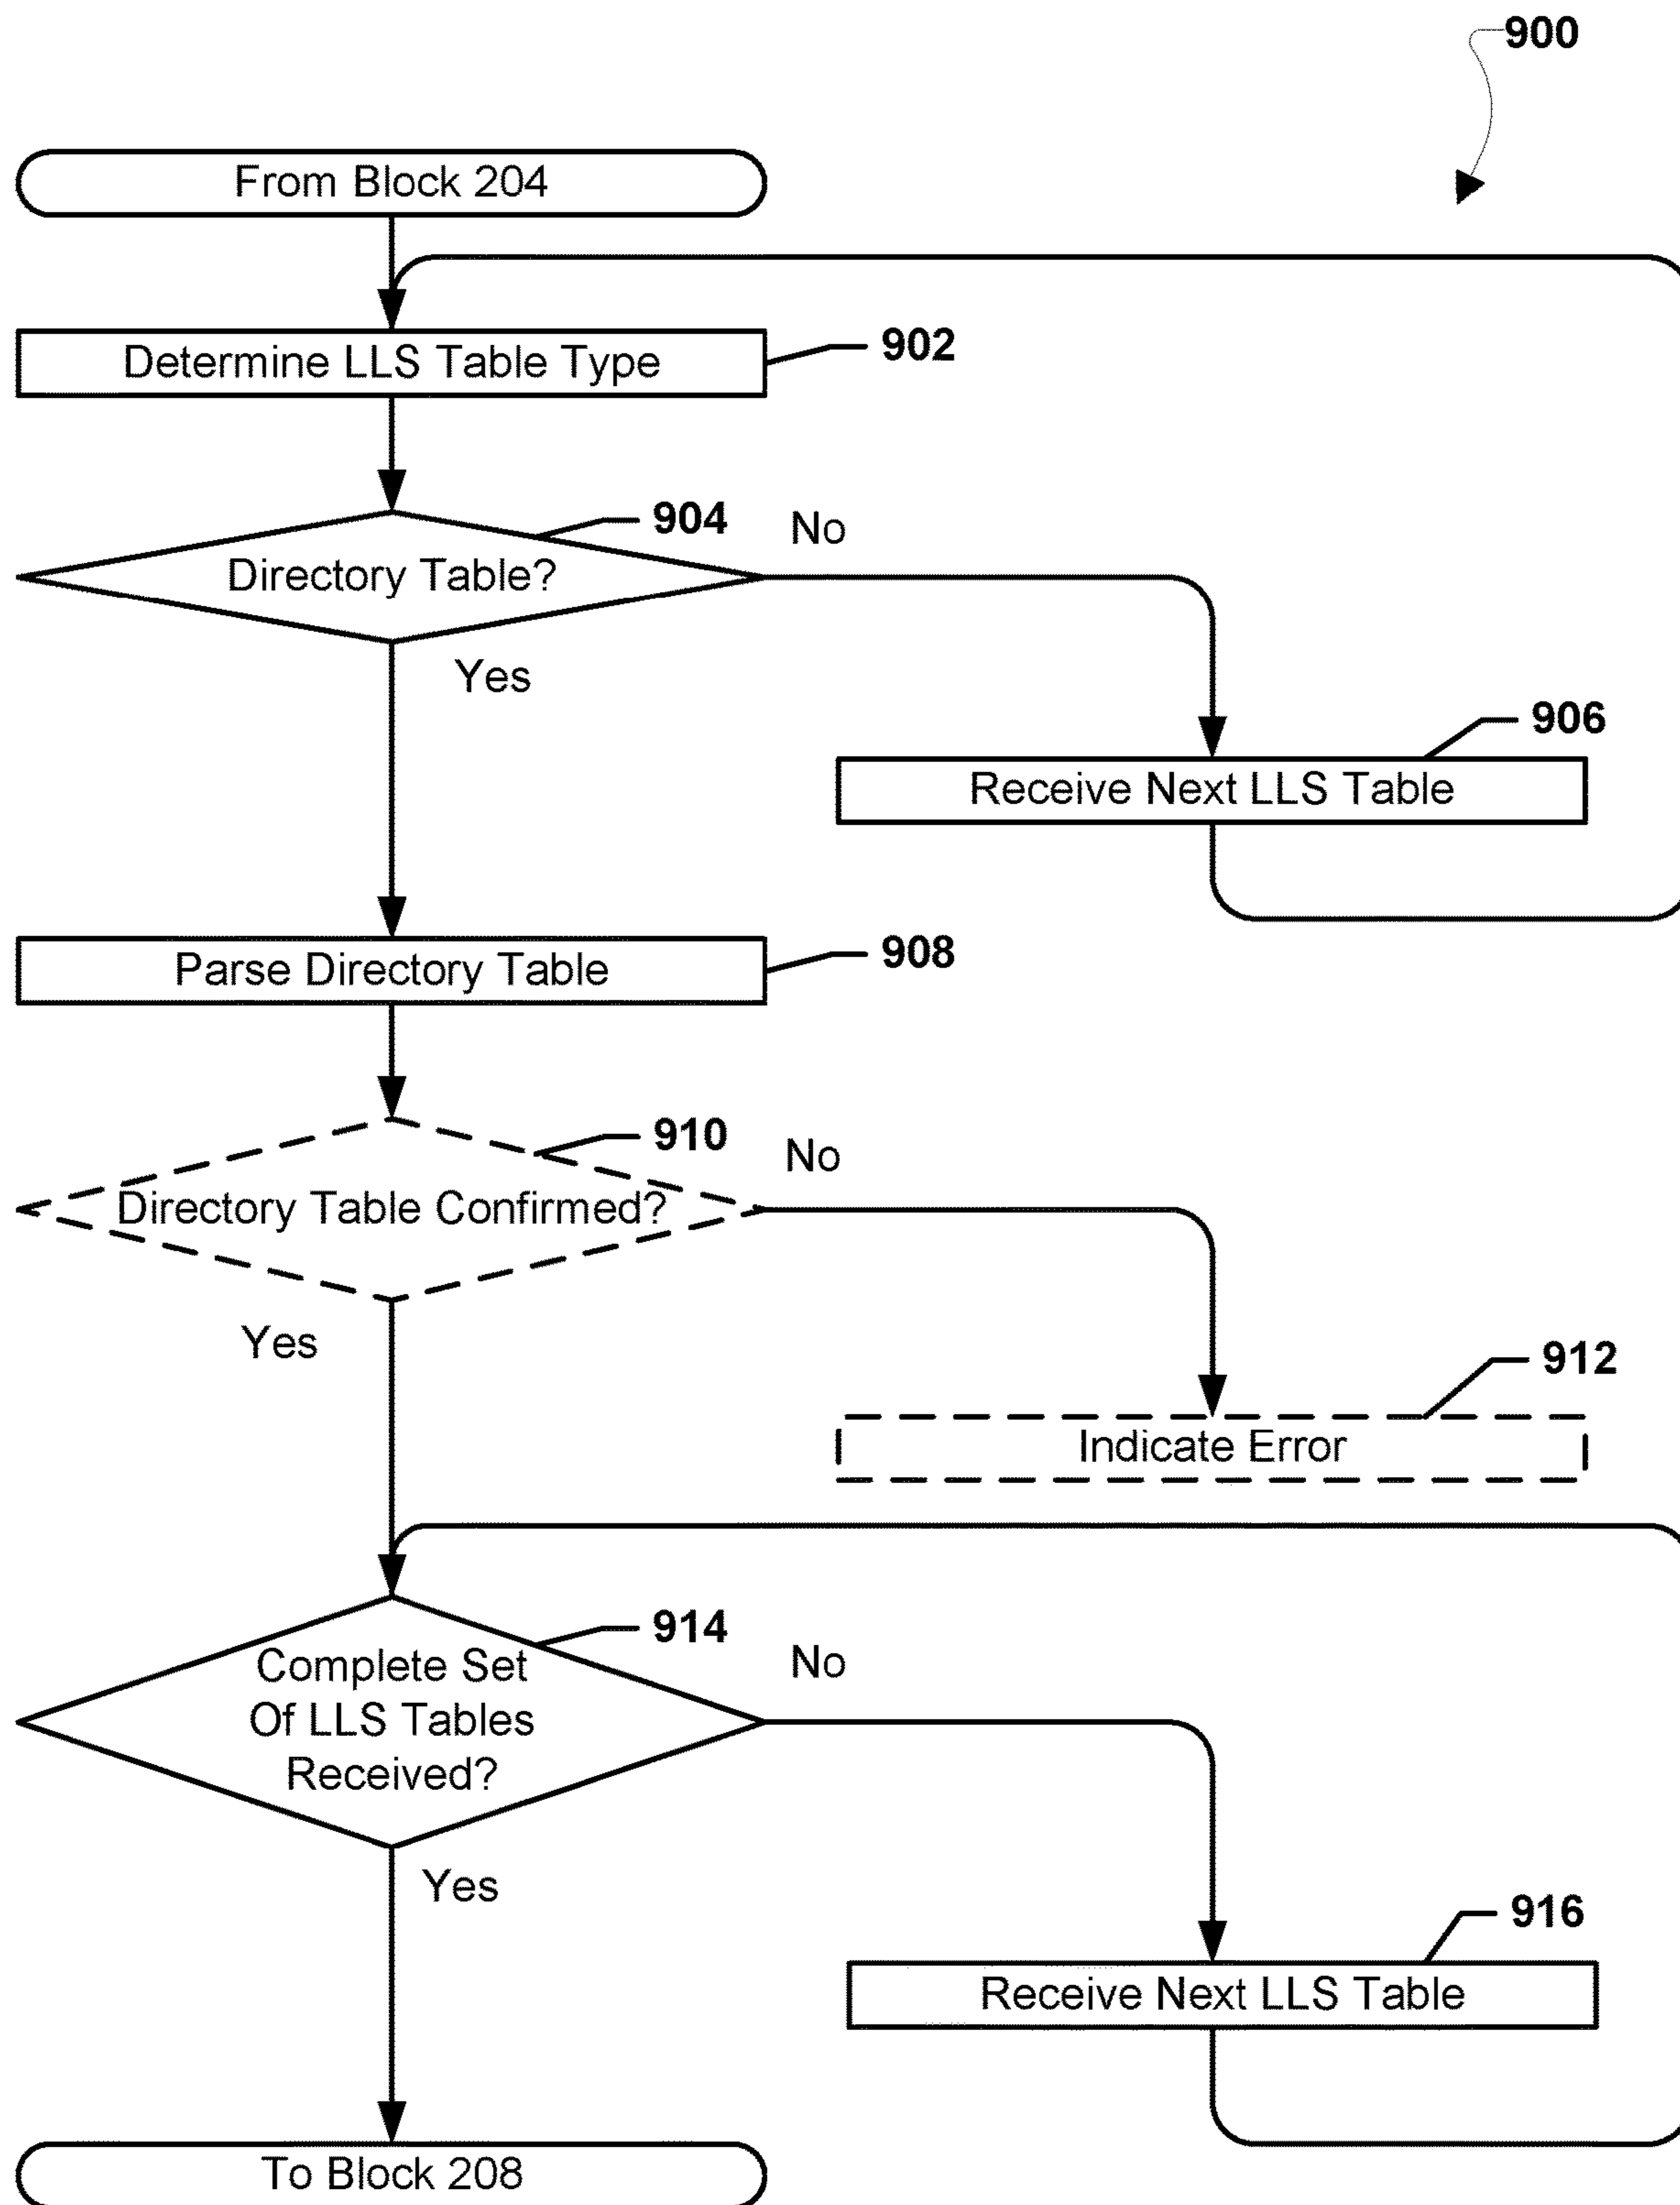 900
From Block 204
Determine LLS Table Type
902
904
No
Directory Table?
Yes
906
Receive Next LLS Table
Parse Directory Table
908
910
No
Directory Table Confirmed?
Yes
912
Indicate Error
914
No
Complete Set
Of LLS Tables
Received?
Yes
916
Receive Next LLS Table
To Block 208